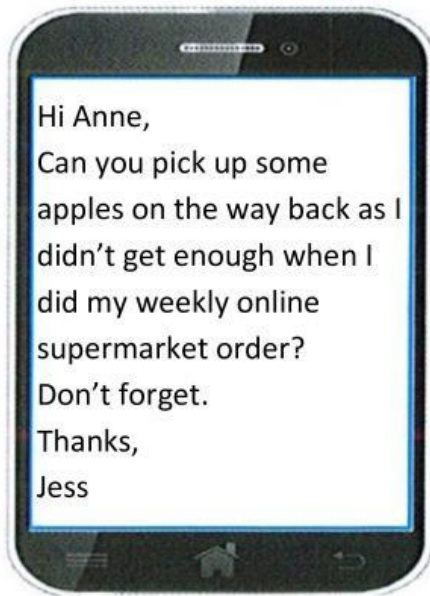 Hi Anne,
Can you pick up some
apples on the way back as I
didn’t get enough when I
did my weekly online
supermarket order?
Don’t forget.
Thanks,
Jess